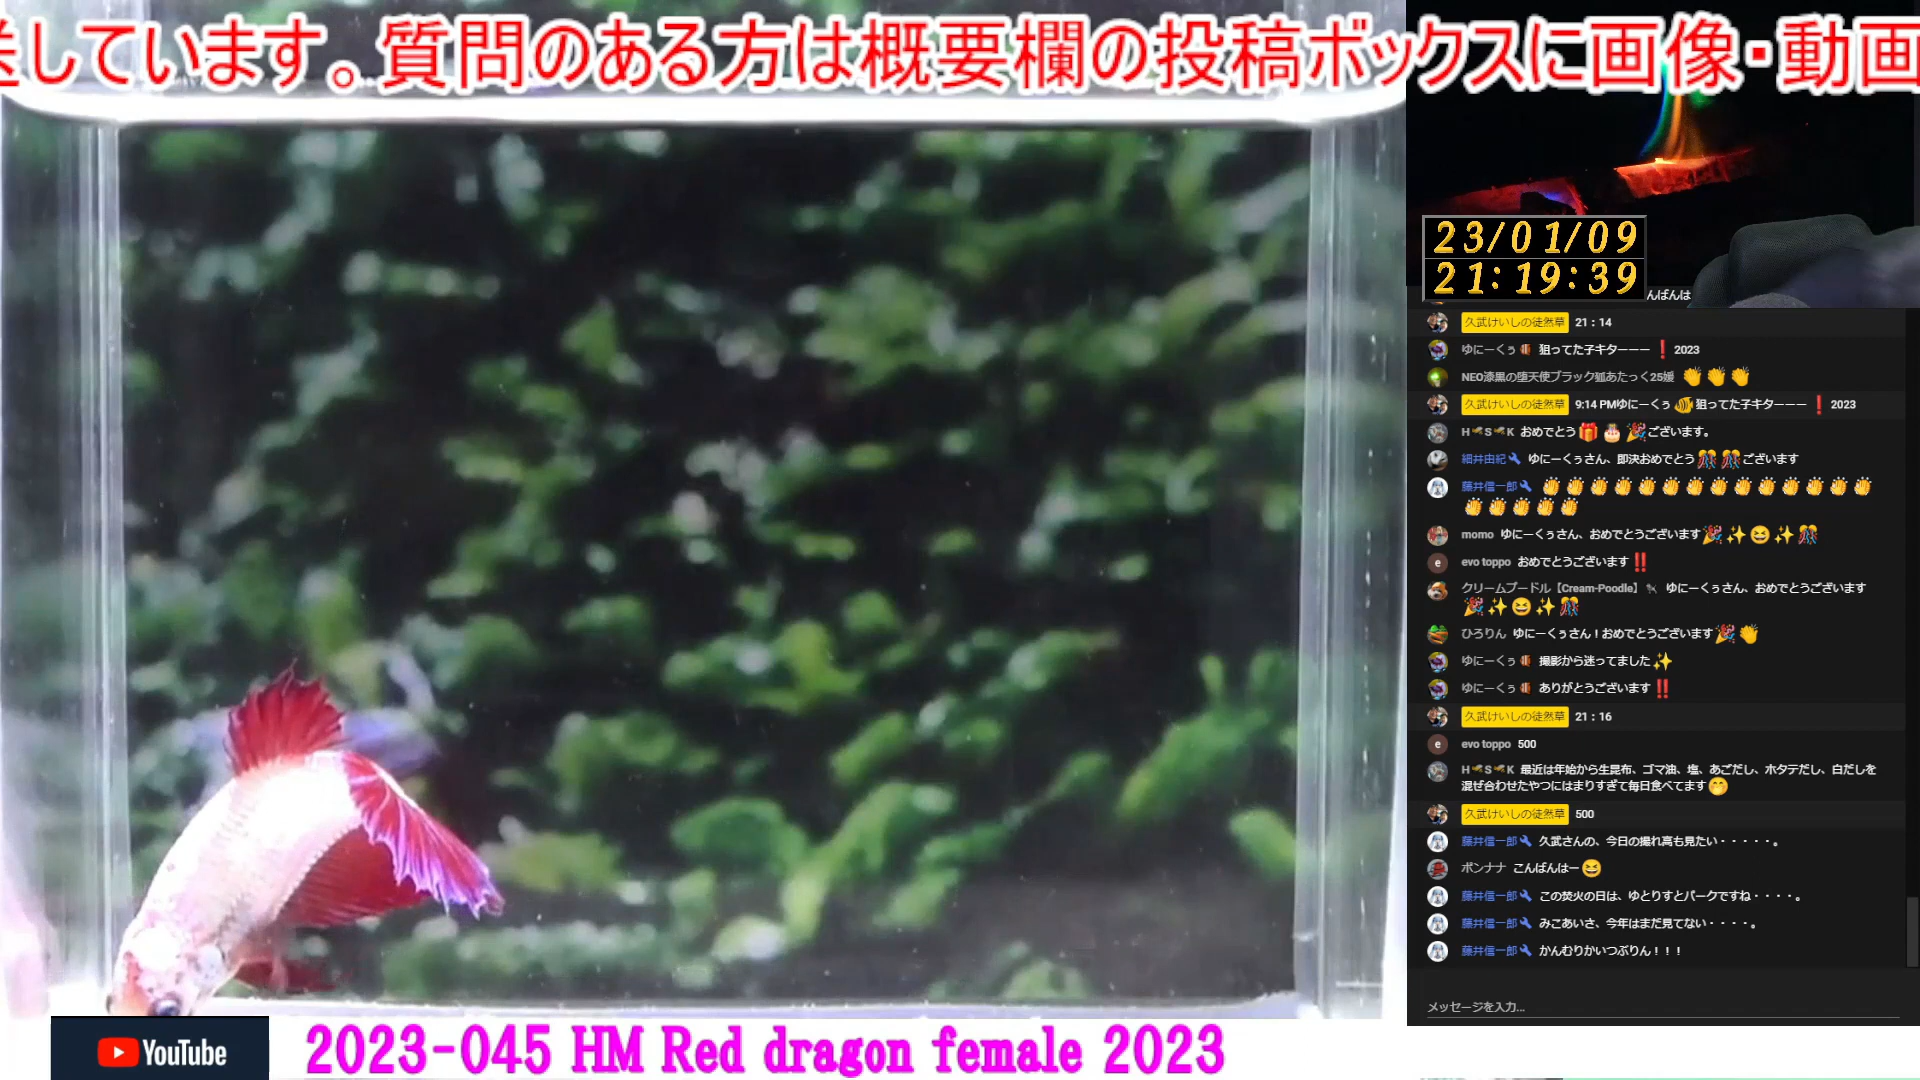 しています。質問のある方は概要欄の投稿ボックスに画像・動画
23/01/09
21:19:39
んばんは
久武けいしの徒然草 21：14
ゆにーくぅ 狙ってた子キターーー❗2023
NEO漆黒の堕天使ブラック狐あたっく25媛 👏👏👏
久武けいしの徒然草 9:14 PMゆにーくぅ🐠狙ってた子キターーー❗2023
H🔫S🔫K おめでとう🎁🎂🎉ございます。
細井由紀 ゆにーくぅさん、即決おめでとう🎊🎊ございます
藤井信一郎 👏👏👏👏👏👏👏👏👏👏👏👏👏👏
👏👏👏👏👏
momo ゆにーくぅさん、おめでとうございます🎉✨😆✨🎊
evo toppo おめでとうございます‼
クリームプードル【Cream-Poodle】 ゆにーくぅさん、おめでとうございます
🎉✨😆✨🎊
ひろりん ゆにーくぅさん！おめでとうございます🎉👏
ゆにーくぅ 撮影から迷ってました✨
ゆにーくぅ ありがとうございます‼
久武けいしの徒然草 21：16
evo toppo 500
H🔫S🔫K 最近は年始から生昆布、ゴマ油、塩、あごだし、ホタテだし、白だしを
混ぜ合わせたやつにはまりすぎて毎日食べてます🤭
久武けいしの徒然草 500
藤井信一郎 久武さんの、今日の撮れ高も見たい・・・・・。
ボンナナ こんばんはー😆
藤井信一郎 この焚火の日は、ゆとりすとパークですね・・・・。
藤井信一郎 みこあいさ、今年はまだ見てない・・・・。
藤井信一郎 かんむりかいつぶりん！！！
メッセージを入力...
YouTube
2023-045 HM Red dragon female 2023